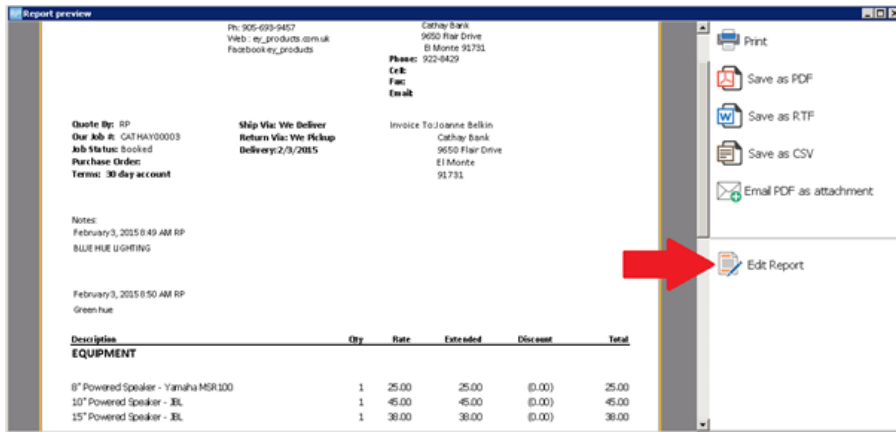 Report preview
Ph: 905-693-9457
Web : ey_products.com.uk
Facebook ey_products
Cathay Bank
9650 Flair Drive
El Monte 91731
Phone: 922-8429
Cell:
Fax:
Email:
Quote By: RP
Our Job #: CATHAY00003
Job Status: Booked
Purchase Order:
Terms: 30 day account
Ship Via: We Deliver
Return Via: We Pickup
Delivery: 2/3/2015
Invoice To: Joanne Belkin
Cathay Bank
9650 Flair Drive
El Monte
91731
Notes:
February 3, 2015 8:49 AM RP
BLUE HUE LIGHTING
February 3, 2015 8:50 AM RP
Green hue
Description Qty Rate Extended Discount Total
EQUIPMENT
8" Powered Speaker - Yamaha MSR100 1 25.00 25.00 (0.00) 25.00
10" Powered Speaker - JBL 1 45.00 45.00 (0.00) 45.00
15" Powered Speaker - JBL 1 38.00 38.00 (0.00) 38.00
Print
Save as PDF
Save as RTF
Save as CSV
Email PDF as attachment
Edit Report